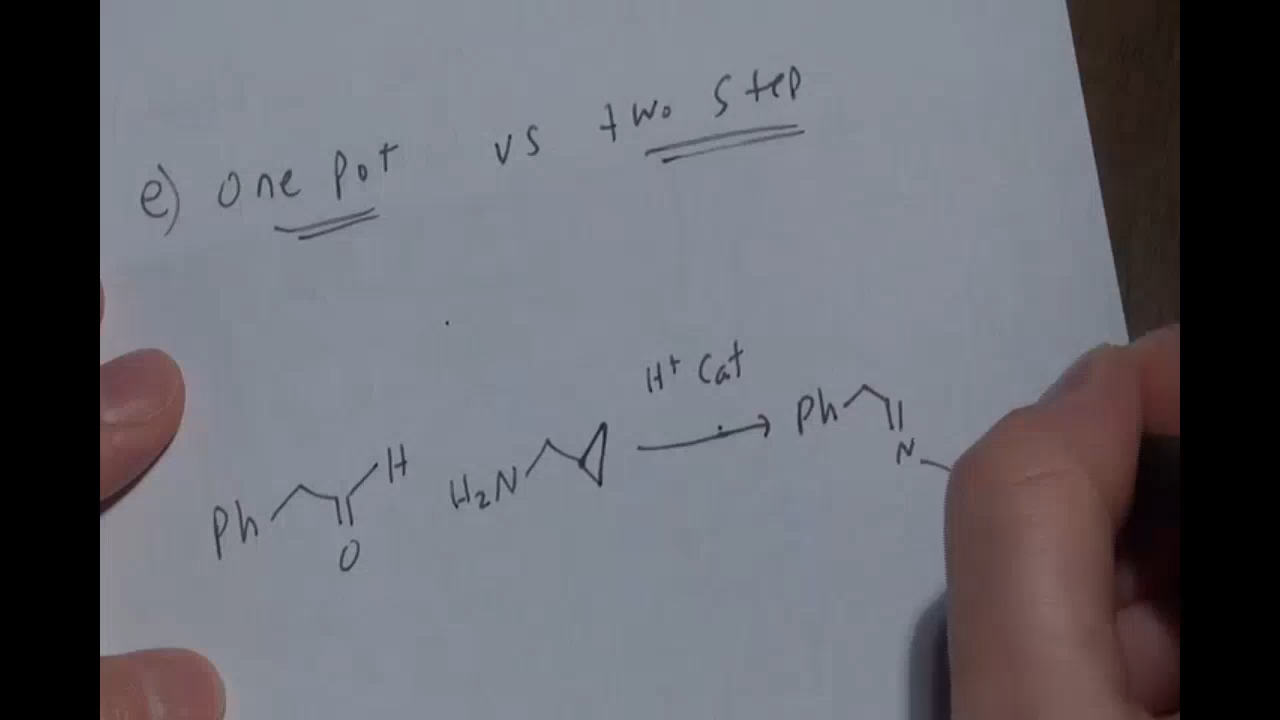 e) One Pot vs two Step
H+ Cat
Ph H O
H2N
Ph N